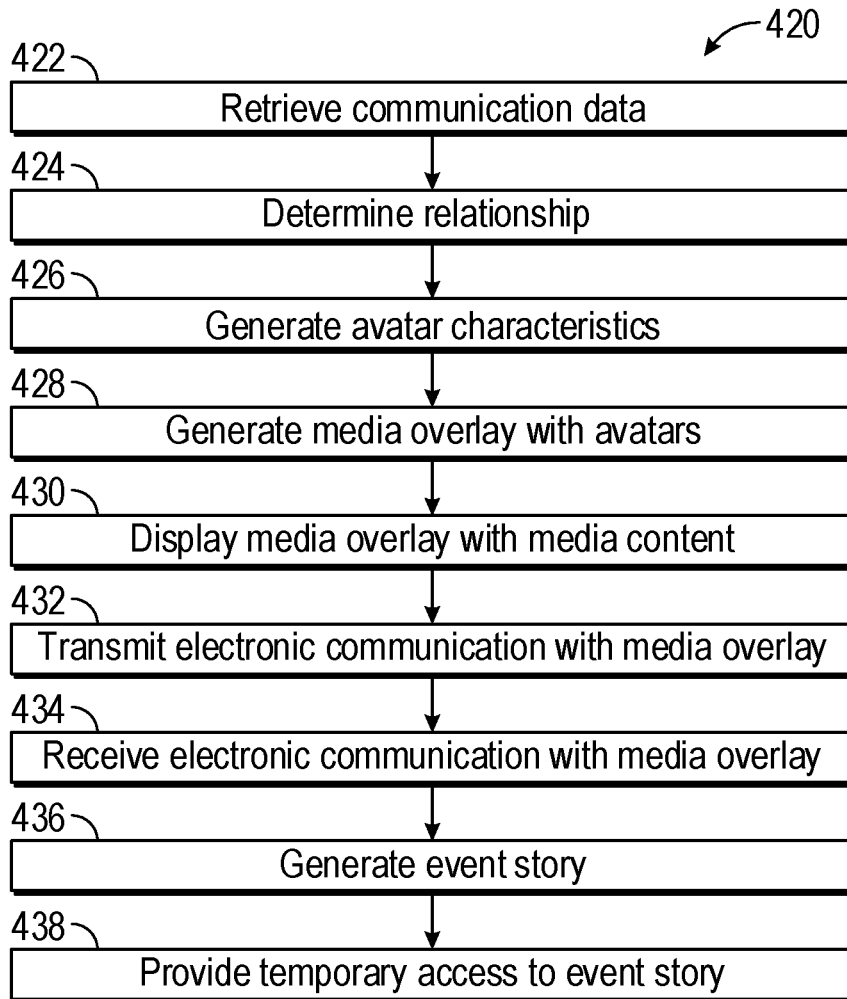 420
422
Retrieve communication data
424
Determine relationship
426
Generate avatar characteristics
428
Generate media overlay with avatars
430
Display media overlay with media content
432
Transmit electronic communication with media overlay
434
Receive electronic communication with media overlay
436
Generate event story
438
Provide temporary access to event story